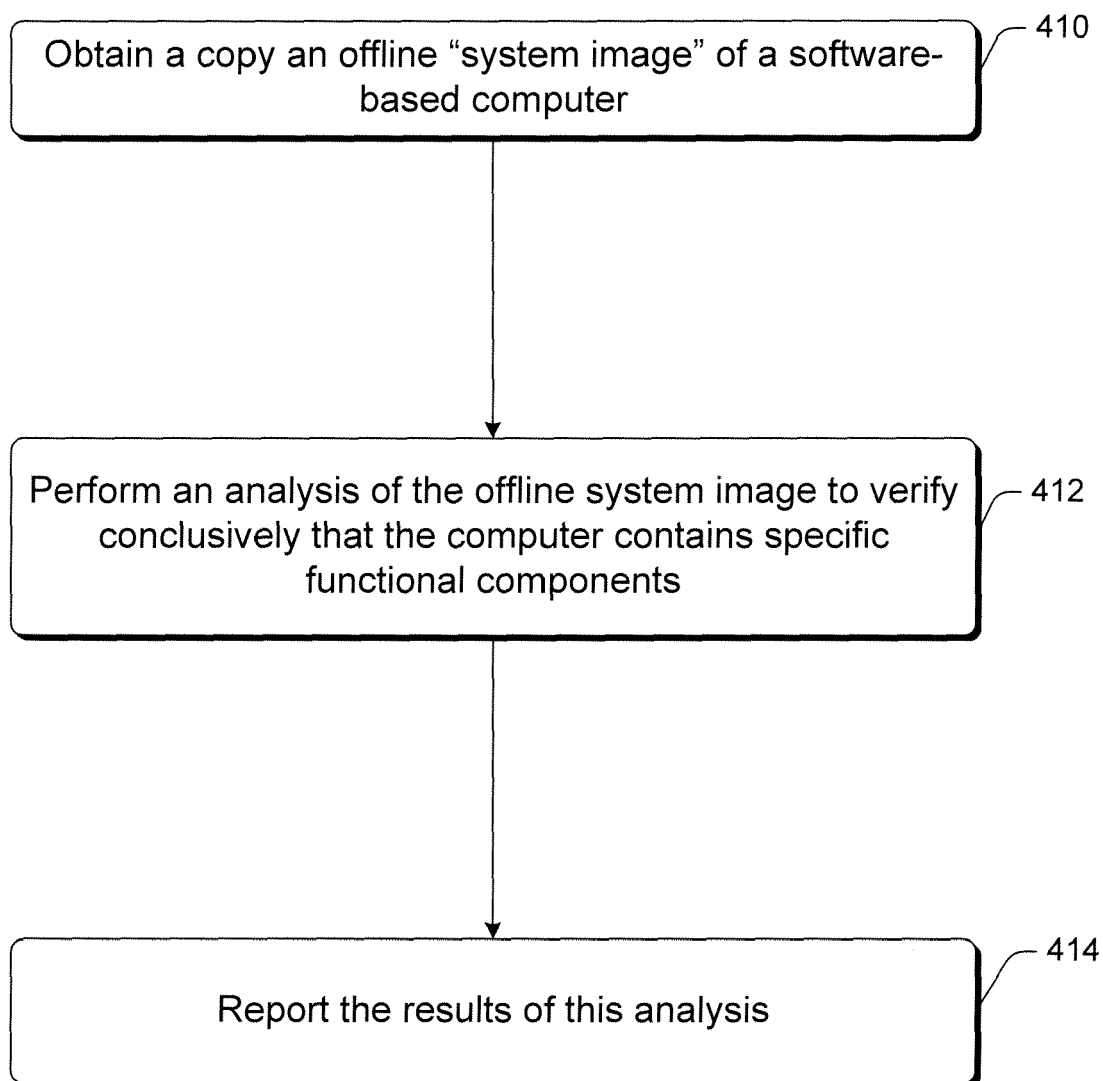 410
Obtain a copy an offline “system image” of a software-
based computer
412
Perform an analysis of the offline system image to verify
conclusively that the computer contains specific
functional components
414
Report the results of this analysis